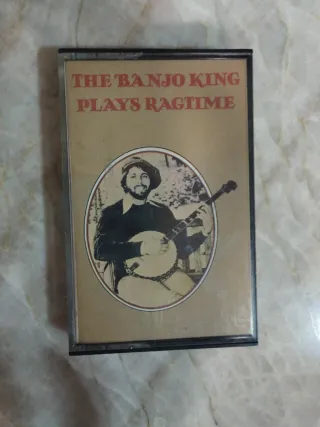 THE BANJO KING
PLAYS RAGTIME